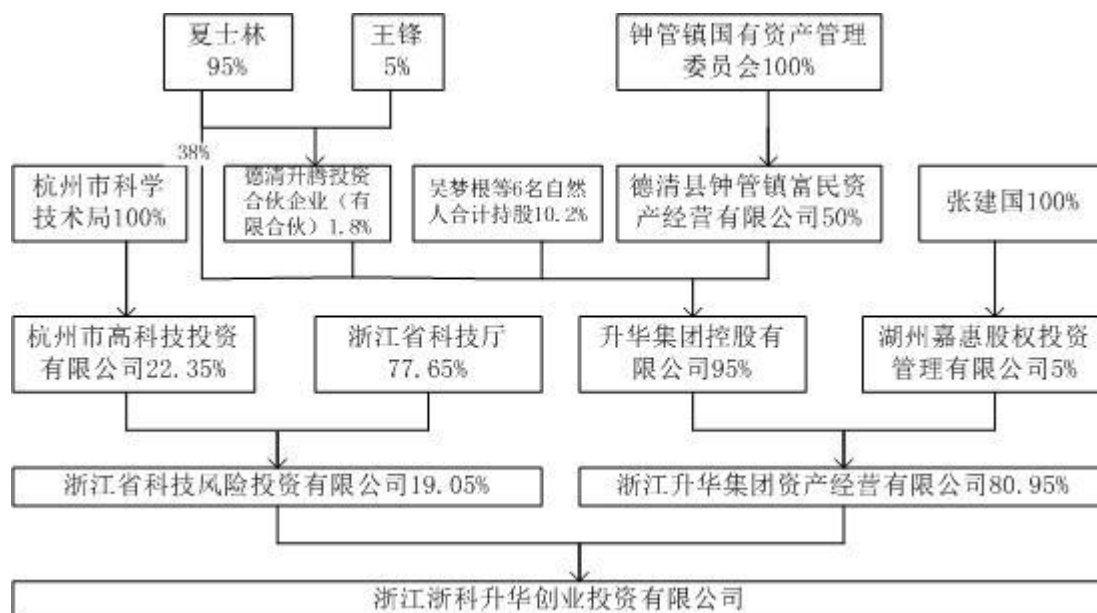 夏士林
95%
王锋
5%
钟管镇国有资产管理
委员会100%
38%
杭州市科学
技术局100%
德清升腾投资
合伙企业（有
限合伙）1.8%
吴梦根等6名自然
人合计持股10.2%
德清县钟管镇富民资
产经营有限公司50%
张建国100%
杭州市高科技投资
有限公司22.35%
浙江省科技厅
77.65%
升华集团控股有
限公司95%
湖州嘉惠股权投资
管理有限公司5%
浙江省科技风险投资有限公司19.05%
浙江升华集团资产经营有限公司80.95%
浙江浙科升华创业投资有限公司